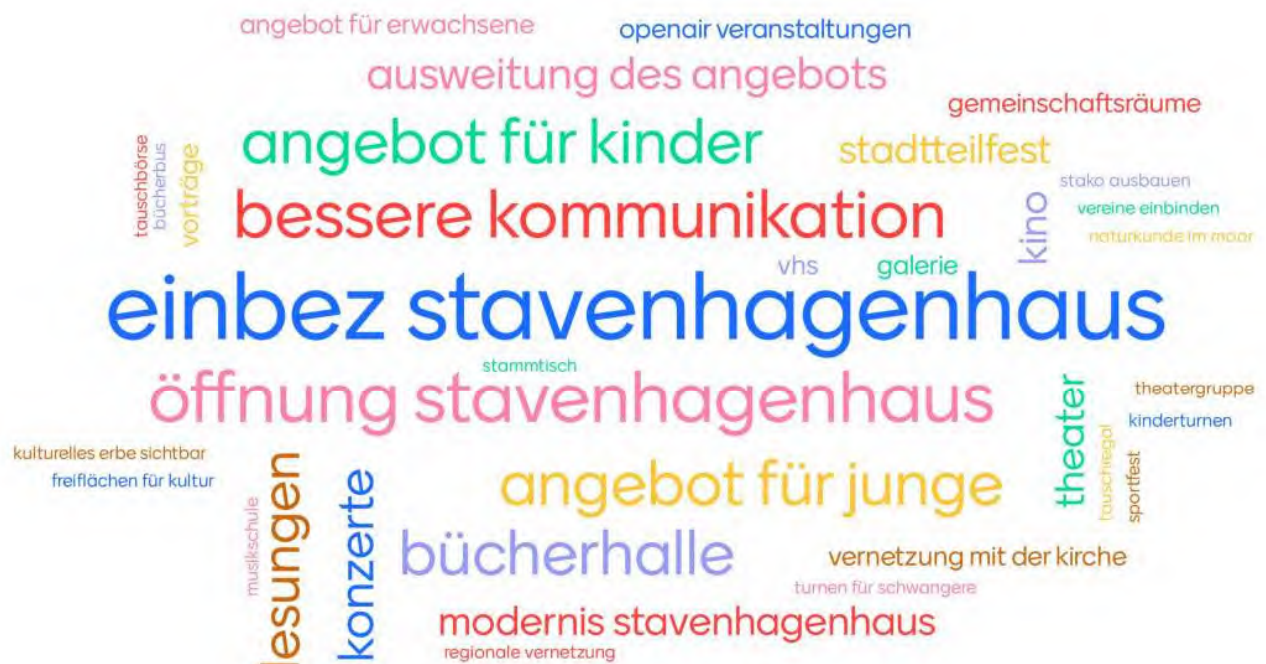 angebot für erwachsene
openair veranstaltungen
ausweitung des angebots
gemeinschaftsräume
angebot für kinder
stadtteilfest
tauschbörse
bücherbus
vorträge
stako ausbauen
bessere kommunikation
kino
vereine einbinden
naturkunde im moor
vhs
galerie
einbez stavenhagenhaus
stammtisch
öffnung stavenhagenhaus
theater
theatergruppe
kinderturnen
kulturelles erbe sichtbar
freiflächen für kultur
tauschregal
sportfest
musikschule
lesungen
konzerte
angebot für junge
bücherhalle
vernetzung mit der kirche
turnen für schwangere
modernis stavenhagenhaus
regionale vernetzung